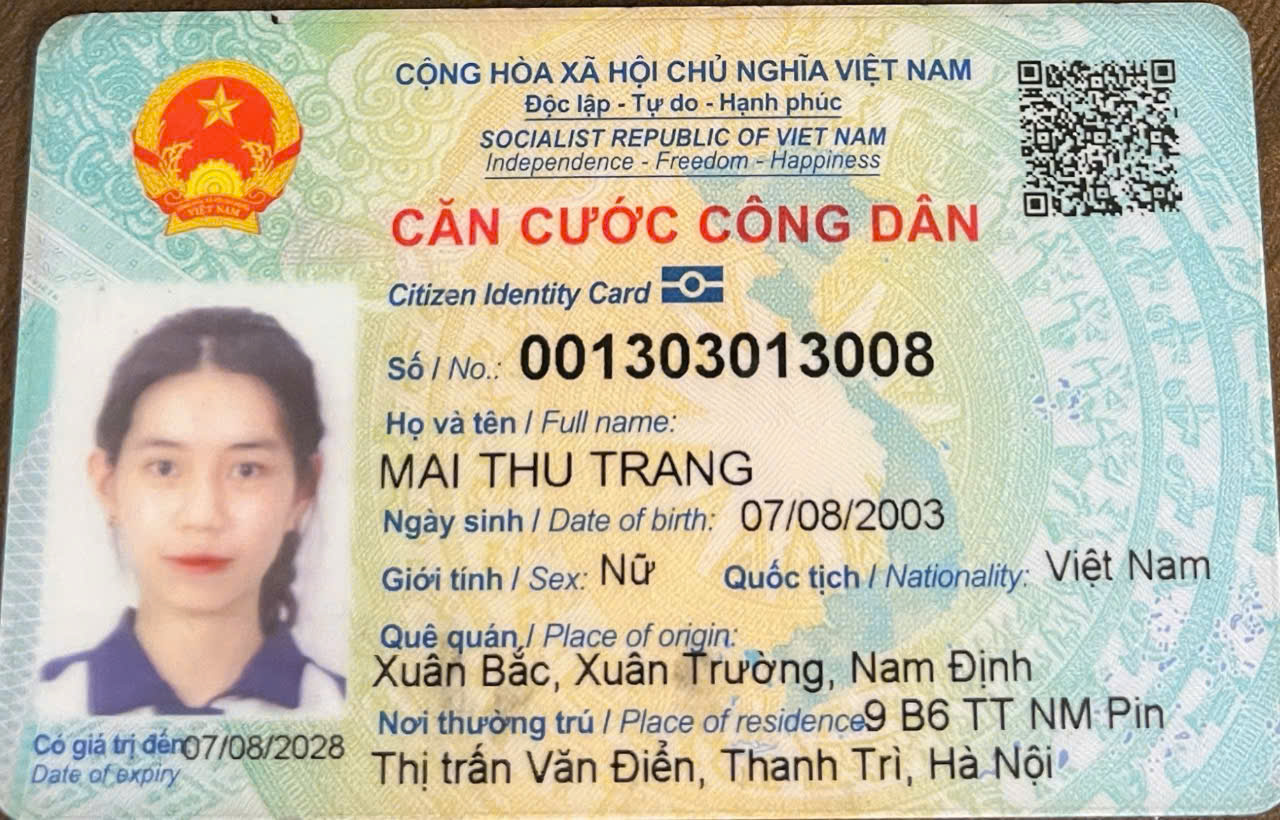 CỘNG HÒA XÃ HỘI CHỦ NGHĨA VIỆT NAM
Độc lập - Tự do - Hạnh phúc
SOCIALIST REPUBLIC OF VIET NAM
Independence - Freedom - Happiness
CĂN CƯỚC CÔNG DÂN
Citizen Identity Card
Số / No.: 001303013008
Họ và tên / Full name:
MAI THU TRANG
Ngày sinh / Date of birth: 07/08/2003
Giới tính / Sex: Nữ Quốc tịch / Nationality: Việt Nam
Quê quán / Place of origin:
Xuân Bắc, Xuân Trường, Nam Định
Nơi thường trú / Place of residence 9 B6 TT NM Pin
Thị trấn Văn Điển, Thanh Trì, Hà Nội
Có giá trị đến 07/08/2028
Date of expiry
VIỆT NAM